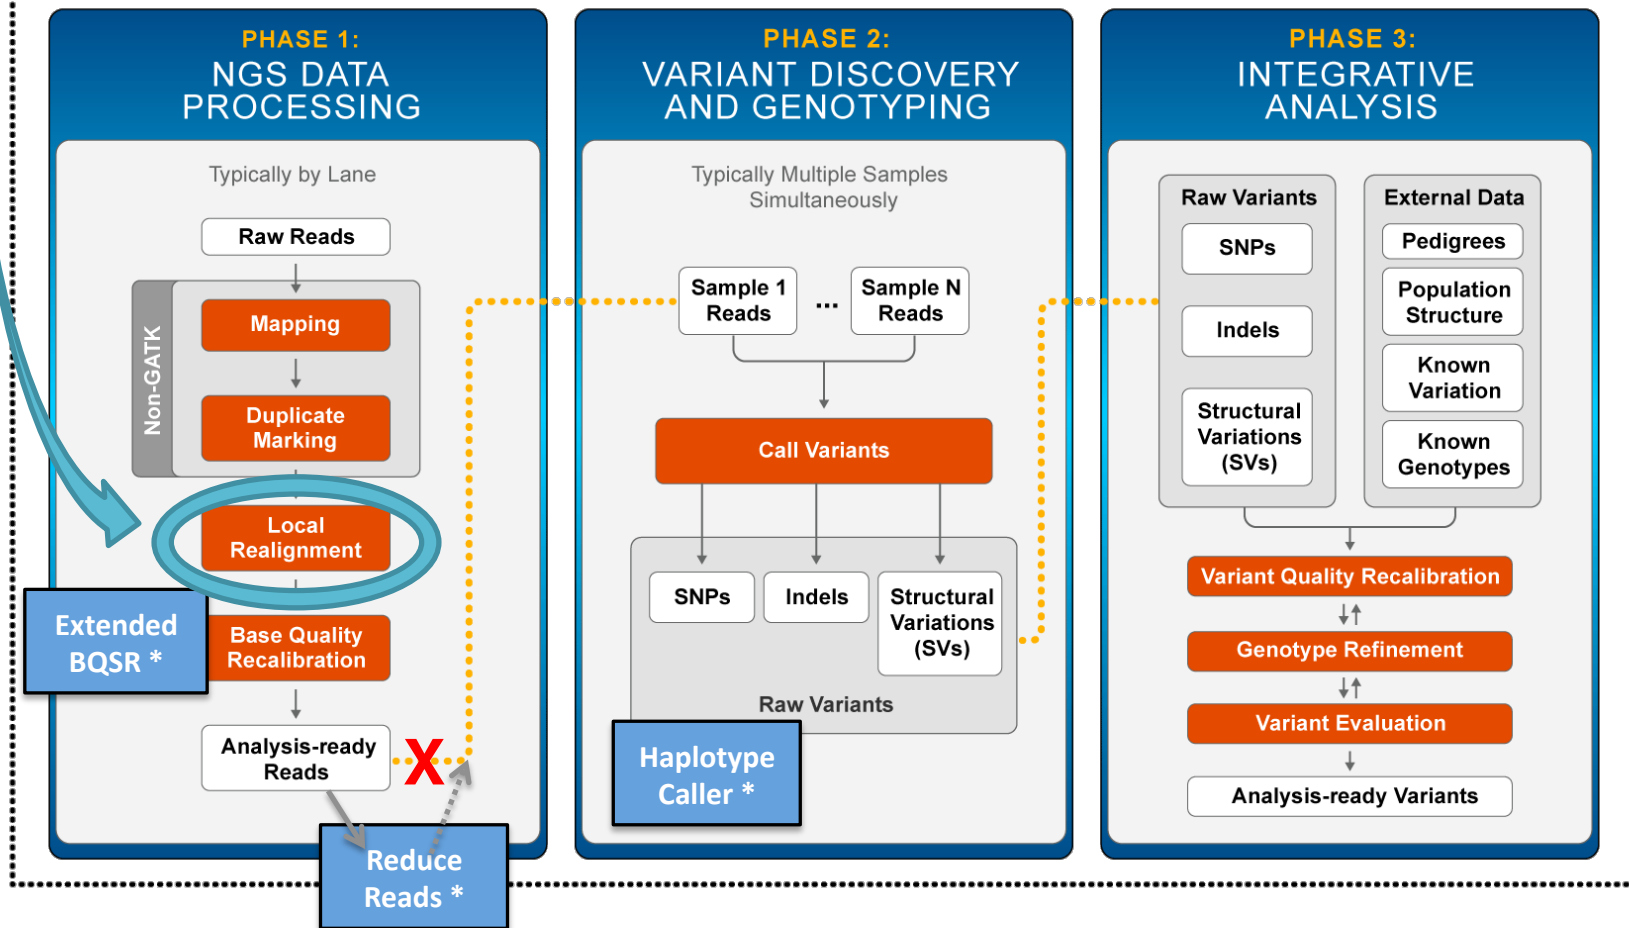 PHASE 1:
NGS DATA
PROCESSING
Typically by Lane
Raw Reads
Non-GATK
Mapping
Duplicate
Marking
Local
Realignment
Extended
BQSR *
Base Quality
Recalibration
Analysis-ready
Reads
X
Reduce
Reads *
PHASE 2:
VARIANT DISCOVERY
AND GENOTYPING
Typically Multiple Samples
Simultaneously
Sample 1
Reads
...
Sample N
Reads
Call Variants
SNPs
Indels
Structural
Variations
(SVs)
Raw Variants
Haplotype
Caller *
PHASE 3:
INTEGRATIVE
ANALYSIS
Raw Variants
SNPs
Indels
Structural
Variations
(SVs)
External Data
Pedigrees
Population
Structure
Known
Variation
Known
Genotypes
Variant Quality Recalibration
Genotype Refinement
Variant Evaluation
Analysis-ready Variants